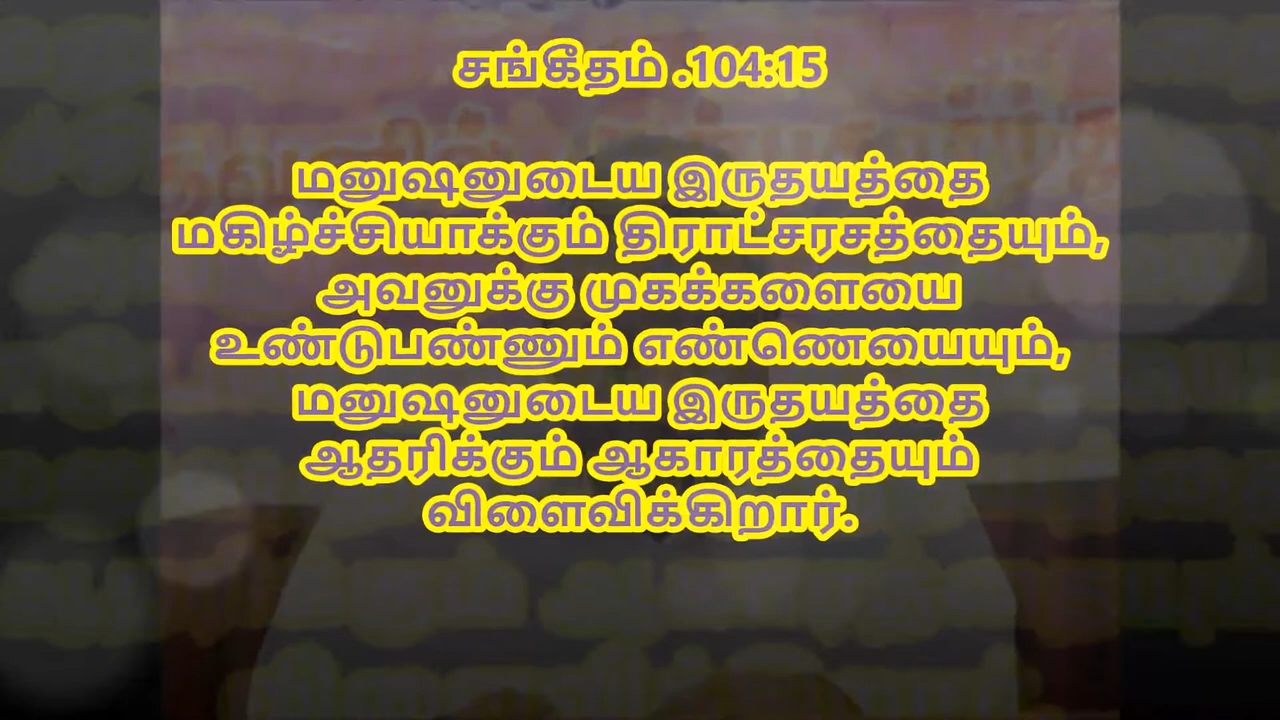 சங்கீதம் .104:15
மனுஷனுடைய இருதயத்தை
மகிழ்ச்சியாக்கும் திராட்சரசத்தையும்,
அவனுக்கு முகக்களையை
உண்டுபண்ணும் எண்ணெயையும்,
மனுஷனுடைய இருதயத்தை
ஆதரிக்கும் ஆகாரத்தையும்
விளைவிக்கிறார்.